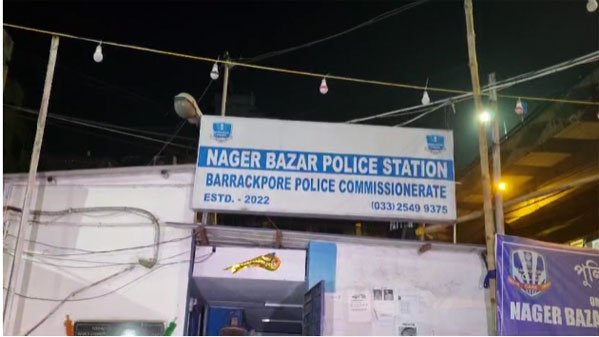 NAGER BAZAR POLICE STATION
BARRACKPORE POLICE COMMISSIONERATE
ESTD. - 2022 (033) 2549 9375
NAGER BAZA